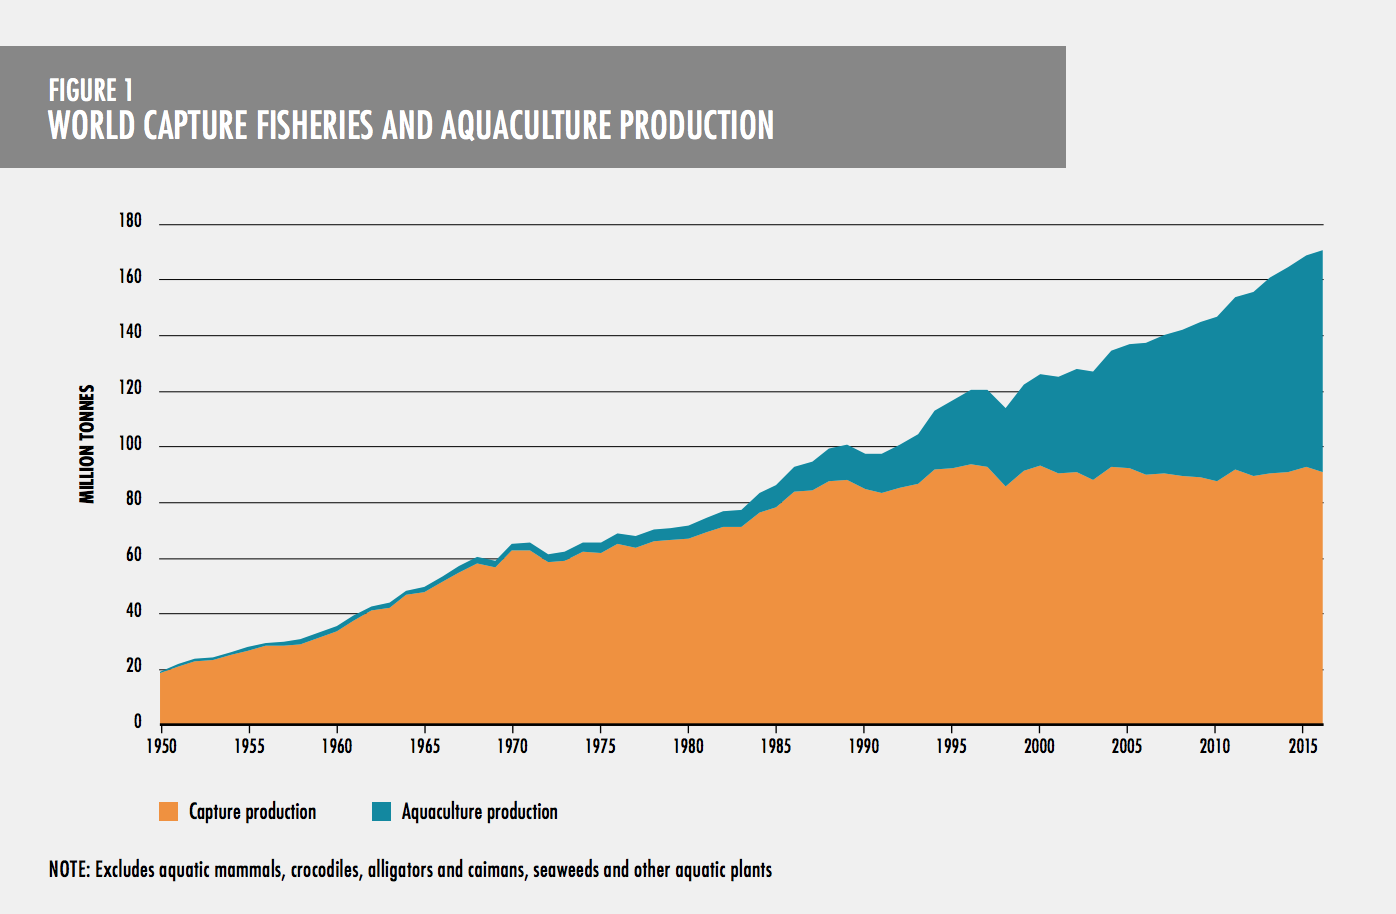 FIGURE 1
WORLD CAPTURE FISHERIES AND AQUACULTURE PRODUCTION
MILLION TONNES
180
160
140
120
100
80
60
40
20
0
1950 1955 1960 1965 1970 1975 1980 1985 1990 1995 2000 2005 2010 2015
Capture production Aquaculture production
NOTE: Excludes aquatic mammals, crocodiles, alligators and caimans, seaweeds and other aquatic plants